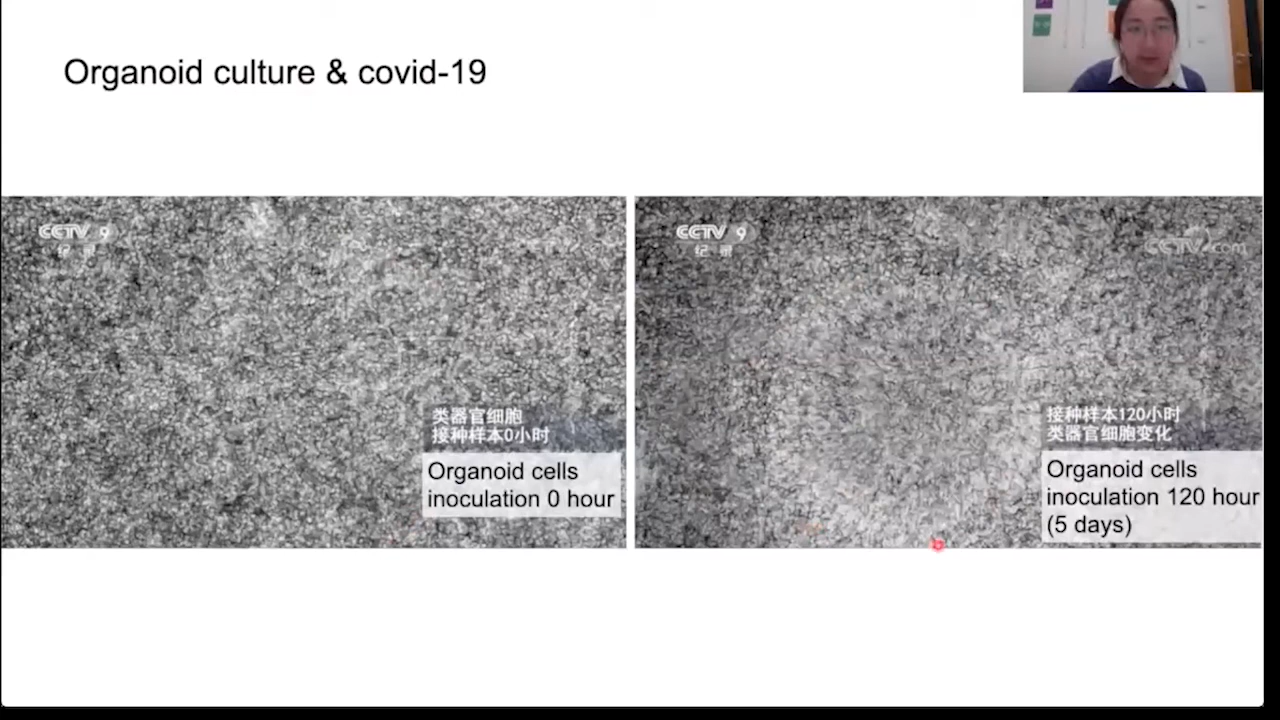 Organoid culture & covid-19
CCTV 9
纪 录
类器官细胞
接种样本0小时
Organoid cells
inoculation 0 hour
CCTV 9
纪 录
CCTV.com
接种样本120小时
类器官细胞变化
Organoid cells
inoculation 120 hour
(5 days)